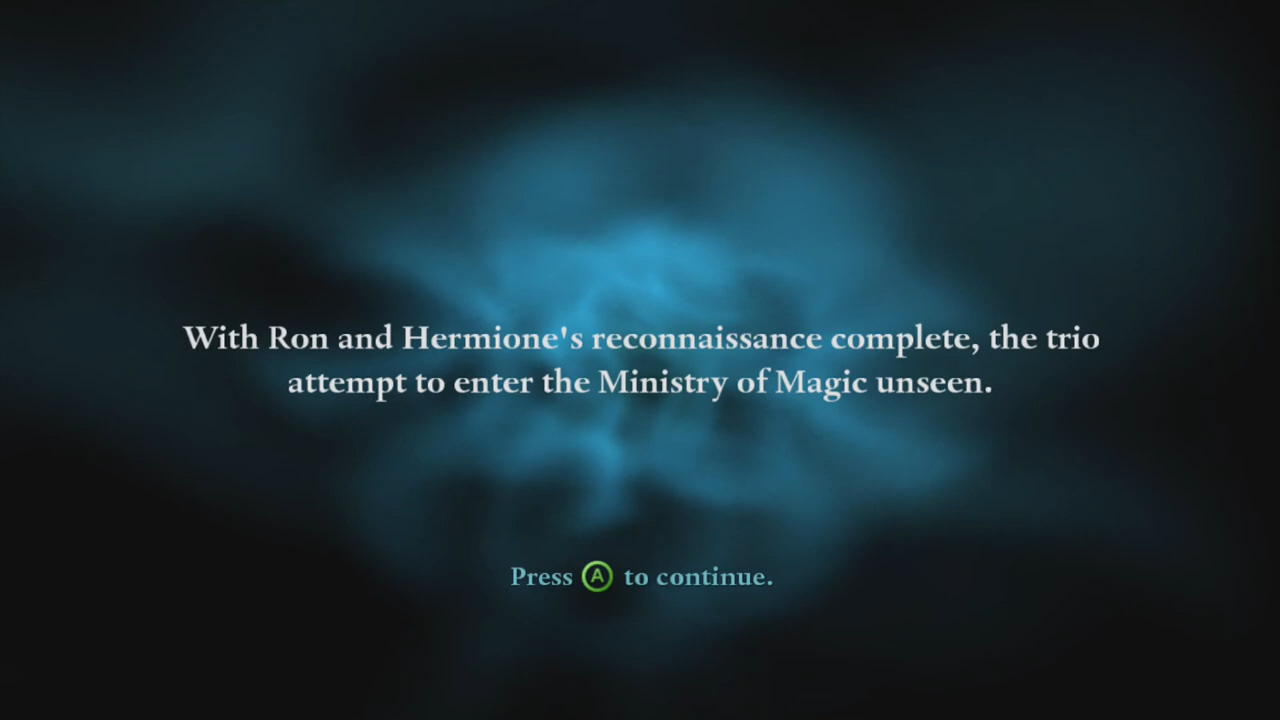 With Ron and Hermione's reconnaissance complete, the trio
attempt to enter the Ministry of Magic unseen.
Press A to continue.